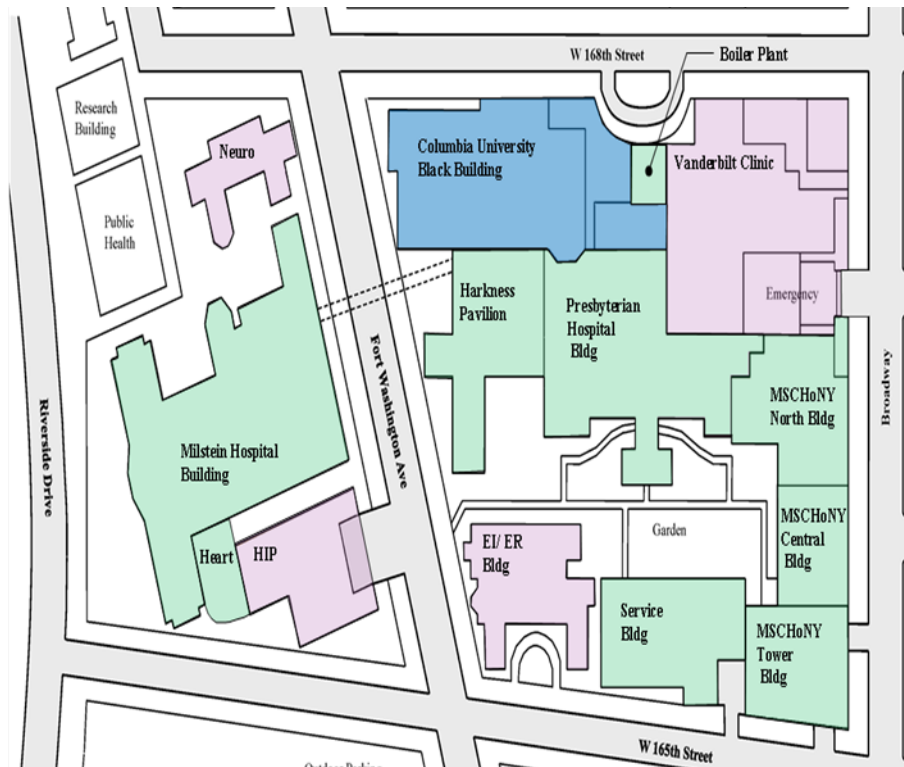 W 168th Street
Boiler Plant
Research
Building
Neuro
Columbia University
Black Building
Vanderbilt Clinic
Public
Health
Harkness
Pavilion
Presbyterian
Hospital
Bldg
Emergency
Fort Washington Ave
Broadway
Riverside Drive
MSCHoNY
North Bldg
Milstein Hospital
Building
MSCHoNY
Central
Bldg
Garden
EI/ ER
Bldg
Heart
HIP
Service
Bldg
MSCHoNY
Tower
Bldg
W 165th Street
Outdoor Parking